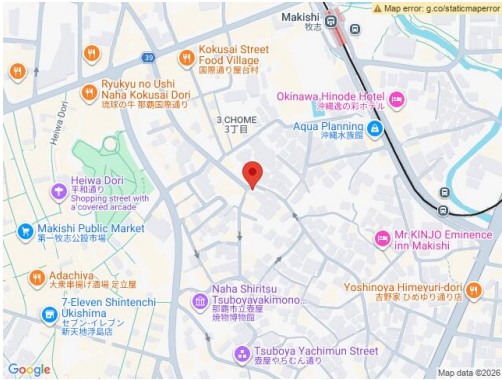 Map error: g.co/staticmaperror
Makishi
牧志
39
Kokusai Street
Food Village
国際通り屋台村
Ryukyu no Ushi
Naha Kokusai Dori
琉球の牛 那覇国際通り
Okinawa Hinode Hotel
沖縄逸の彩ホテル
3 CHOME
3丁目
Aqua Planning
沖縄水族館
Heiwa Dori
Heiwa Dori
平和通り
Shopping street with
a covered arcade
Makishi Public Market
第一牧志公設市場
Mr.KINJO Eminence
inn Makishi
Adachiya
大衆串揚げ酒場 足立屋
Naha Shiritsu
Tsuboyayakimono...
那覇市立壺屋
焼物博物館
Yoshinoya Himeyuri-dori
吉野家 ひめゆり通り店
7-Eleven Shintenchi
Ukishima
セブン-イレブン
新天地浮島店
Tsuboya Yachimun Street
壺屋やちむん通り
Google
Map data ©2026